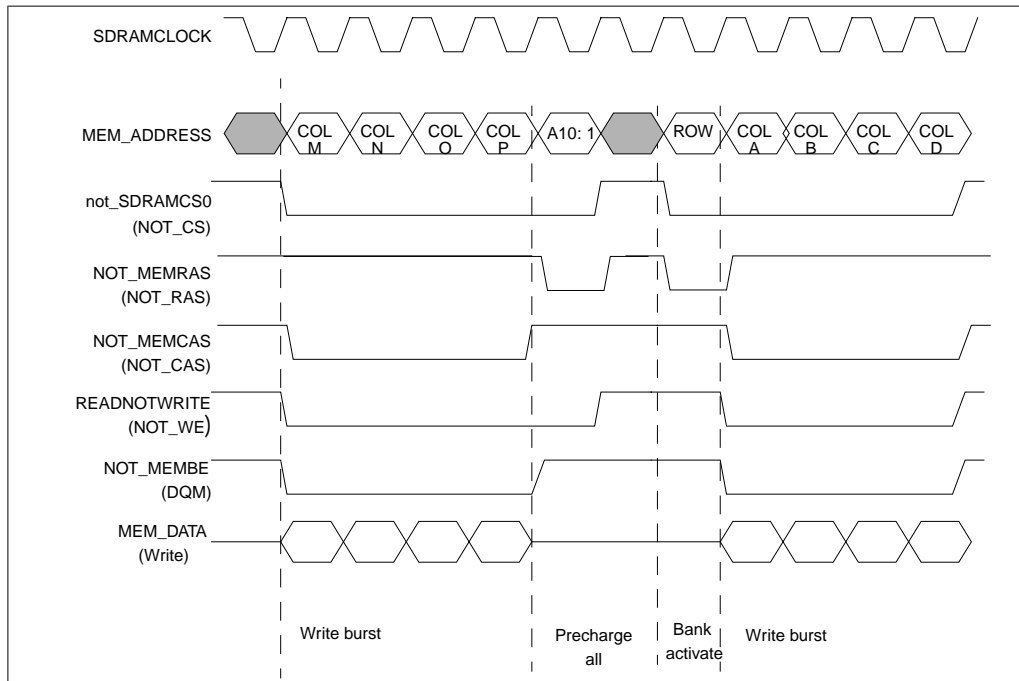 SDRAMCLOCK
MEM_ADDRESS
COL M
COL N
COL O
COL P
A10: 1
ROW
COL A
COL B
COL C
COL D
not_SDRAMCS0
(NOT_CS)
NOT_MEMRAS
(NOT_RAS)
NOT_MEMCAS
(NOT_CAS)
READNOTWRITE
(NOT_WE)
NOT_MEMBE
(DQM)
MEM_DATA
(Write)
Write burst
Precharge
all
Bank
activate
Write burst